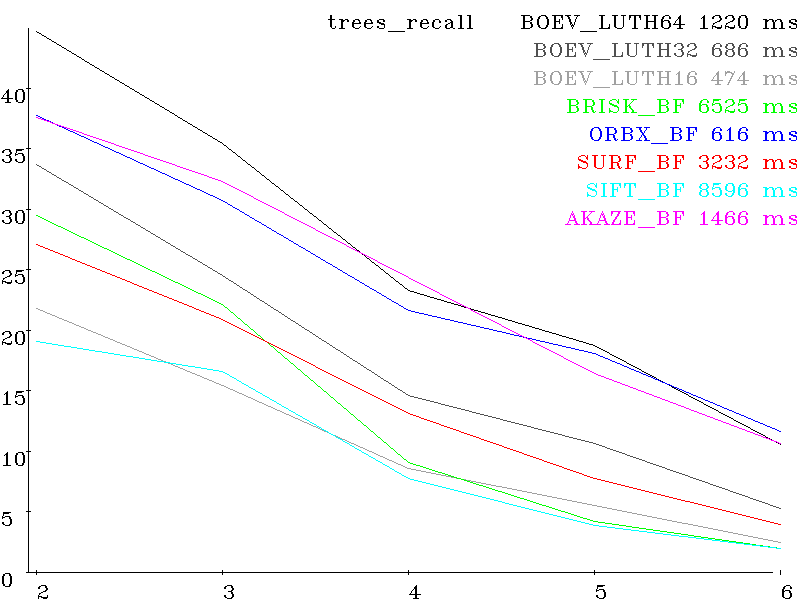 trees_recall BOEV_LUTH64 1220 ms
BOEV_LUTH32 686 ms
BOEV_LUTH16 474 ms
BRISK_BF 6525 ms
ORBX_BF 616 ms
SURF_BF 3232 ms
SIFT_BF 8596 ms
AKAZE_BF 1466 ms
40
35
30
25
20
15
10
5
0
2 3 4 5 6